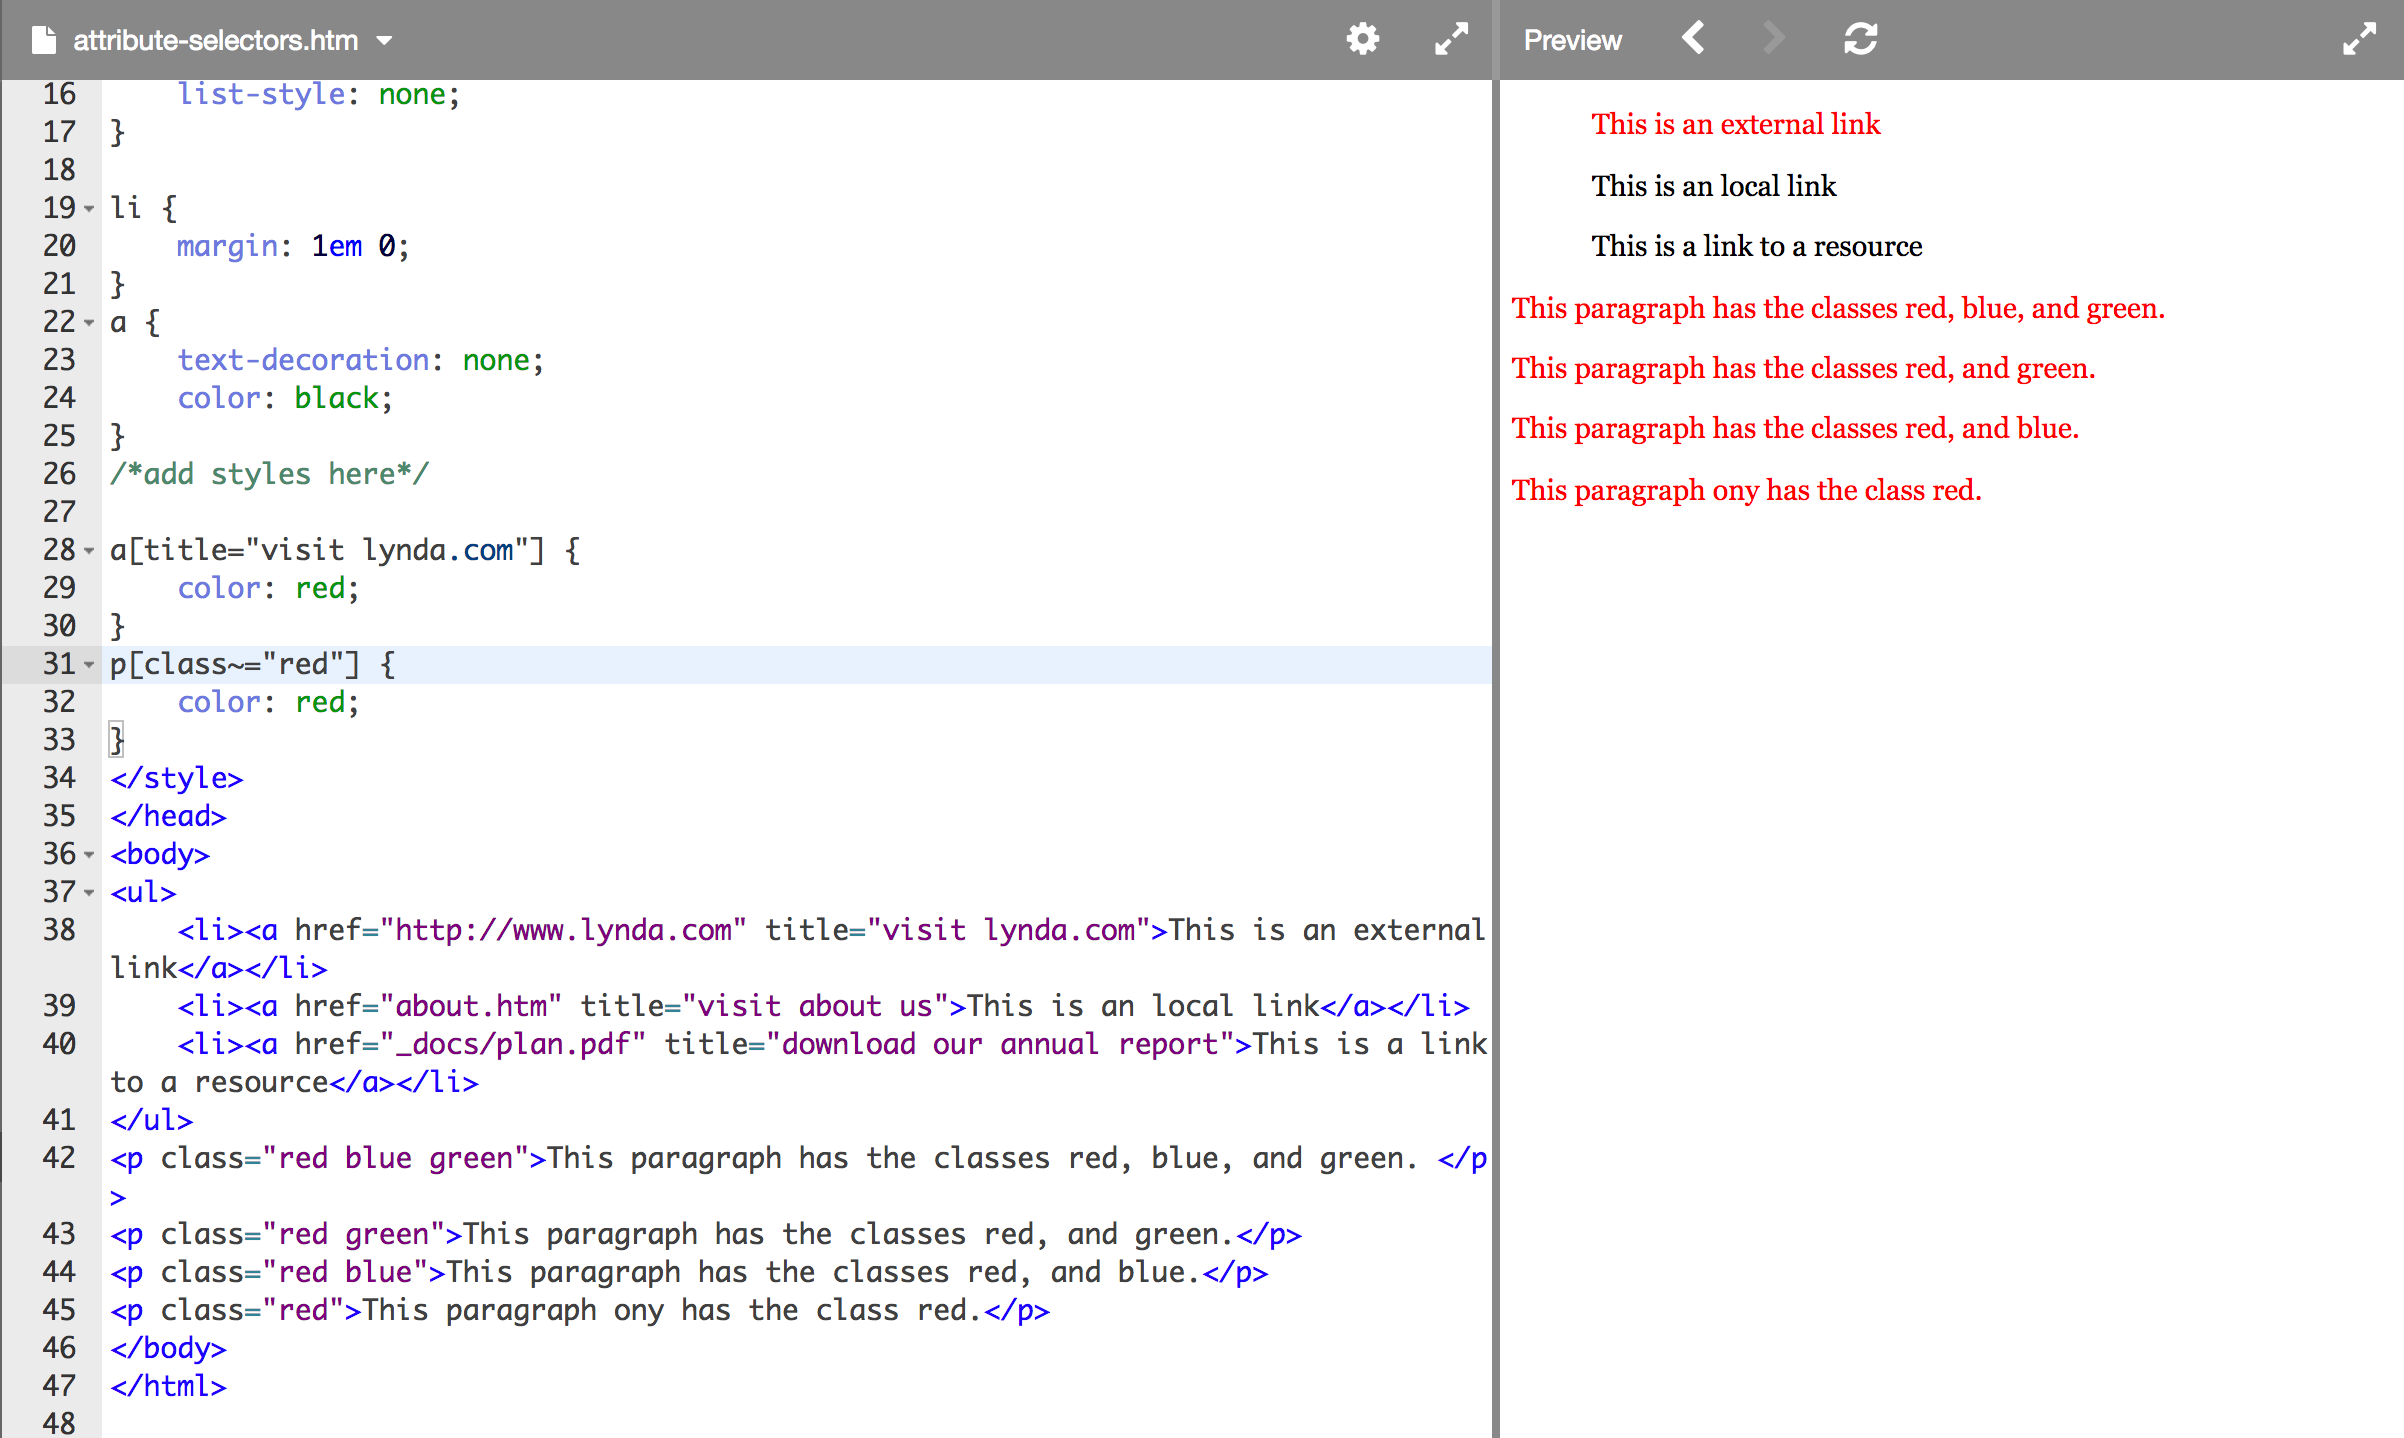 attribute-selectors.htm
16     list-style: none;
17 }
18
19 li {
20     margin: 1em 0;
21 }
22 a {
23     text-decoration: none;
24     color: black;
25 }
26 /*add styles here*/
27
28 a[title="visit lynda.com"] {
29     color: red;
30 }
31 p[class~="red"] {
32     color: red;
33 }
34 </style>
35 </head>
36 <body>
37 <ul>
38     <li><a href="http://www.lynda.com" title="visit lynda.com">This is an external
link</a></li>
39     <li><a href="about.htm" title="visit about us">This is an local link</a></li>
40     <li><a href="_docs/plan.pdf" title="download our annual report">This is a link
to a resource</a></li>
41 </ul>
42 <p class="red blue green">This paragraph has the classes red, blue, and green. </p
>
43 <p class="red green">This paragraph has the classes red, and green.</p>
44 <p class="red blue">This paragraph has the classes red, and blue.</p>
45 <p class="red">This paragraph ony has the class red.</p>
46 </body>
47 </html>
48
Preview
This is an external link
This is an local link
This is a link to a resource
This paragraph has the classes red, blue, and green.
This paragraph has the classes red, and green.
This paragraph has the classes red, and blue.
This paragraph ony has the class red.